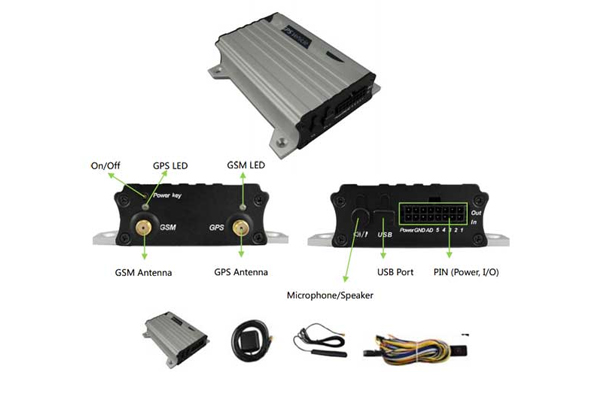 On/Off
GPS LED
GSM LED
Power key
GSM
GPS
GSM Antenna
GPS Antenna
Out
In
Power GND AD 5 4 3 2 1
USB
USB Port
PIN (Power, I/O)
Microphone/Speaker